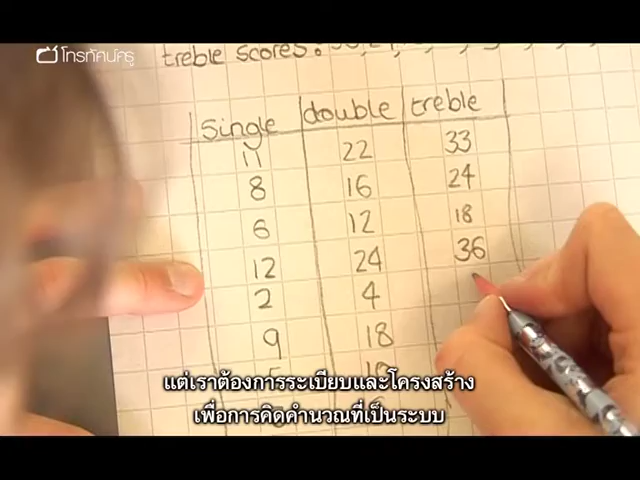 โทรทัศน์ครู
treble scores:
single double treble
11 22 33
8 16 24
6 12 18
12 24 36
2 4
9 18
แต่เราต้องการระเบียบและโครงสร้าง
เพื่อการคิดคำนวณที่เป็นระบบ